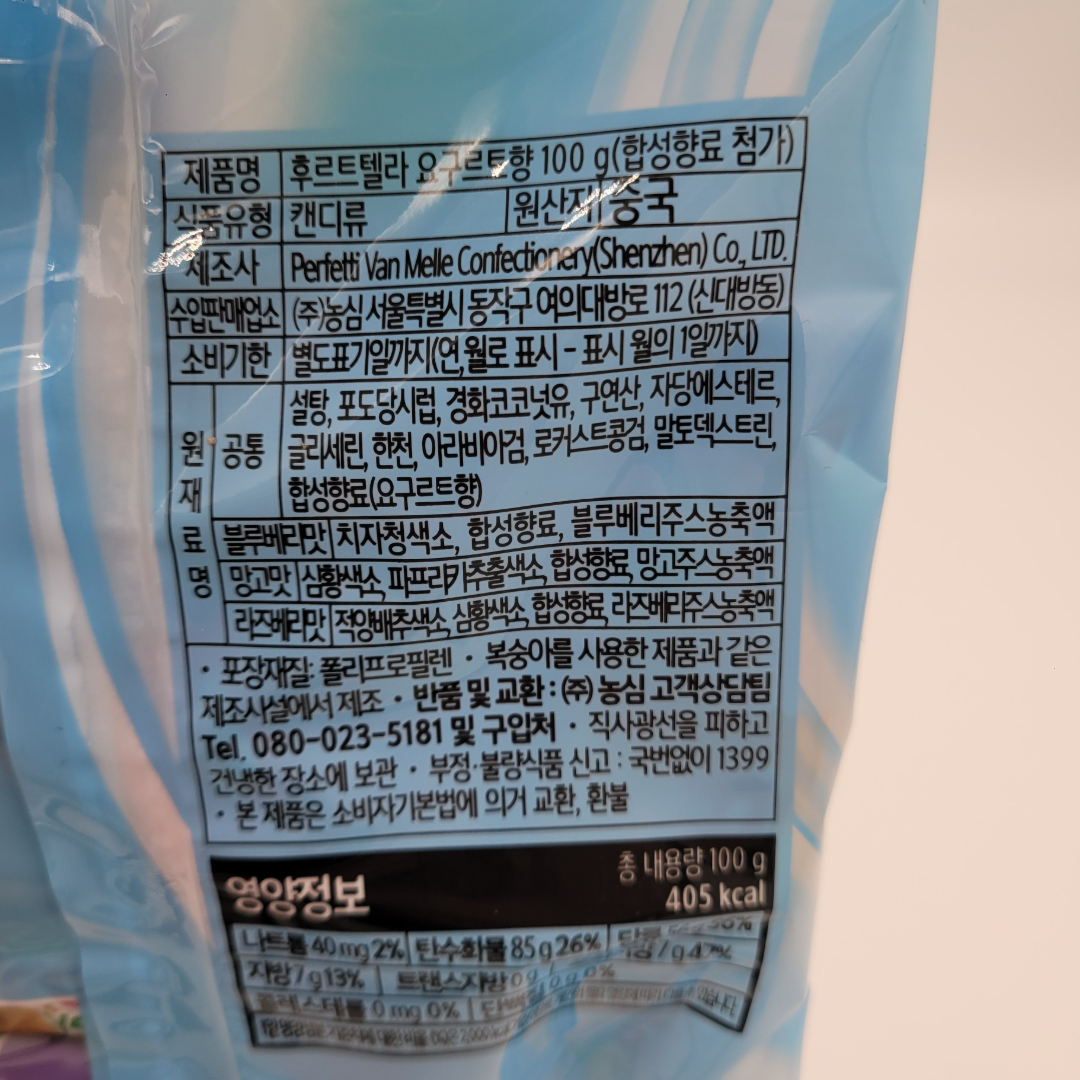 제품명 후르트텔라 요구르트향 100 g(합성향료 첨가)
식품유형 캔디류 원산지 중국
제조사 Perfetti Van Melle Confectionery(Shenzhen) Co., LTD.
수입판매업소 (주)농심 서울특별시 동작구 여의대방로 112 (신대방동)
소비기한 별도표기일까지(연,월로 표시 - 표시 월의 1일까지)
원재료명 공통 설탕, 포도당시럽, 경화코코넛유, 구연산, 자당에스테르,
글리세린, 한천, 아라비아검, 로커스트콩검, 말토덱스트린,
합성향료(요구르트향)
블루베리맛 치자청색소, 합성향료, 블루베리주스농축액
망고맛 심황색소, 파프리카추출색소, 합성향료, 망고주스농축액
라즈베리맛 적양배추색소, 심황색소, 합성향료, 라즈베리주스농축액
· 포장재질: 폴리프로필렌 · 복숭아를 사용한 제품과 같은
제조시설에서 제조 · 반품 및 교환 : (주) 농심 고객상담팀
Tel. 080-023-5181 및 구입처 · 직사광선을 피하고
건냉한 장소에 보관 · 부정·불량식품 신고 : 국번없이 1399
· 본 제품은 소비자기본법에 의거 교환, 환불
영양정보 총 내용량 100 g
405 kcal
나트륨 40 mg 2% 탄수화물 85 g 26% 당류
지방 7 g 13% 트랜스지방 0 g 7 g 47%
콜레스테롤 0 mg 0% 단백질 0 g 0%